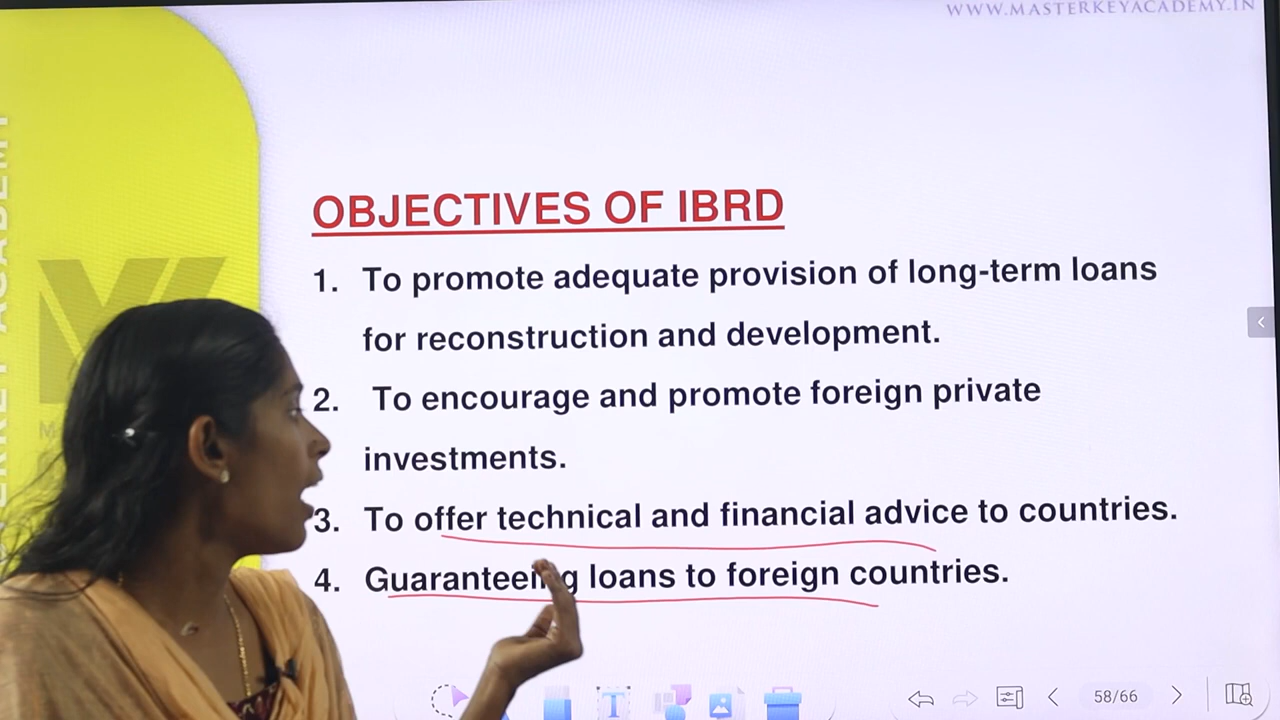 WWW.MASTERKEYACADEMY.IN
OBJECTIVES OF IBRD
1. To promote adequate provision of long-term loans
for reconstruction and development.
2. To encourage and promote foreign private
investments.
3. To offer technical and financial advice to countries.
4. Guaranteeing loans to foreign countries.
58/66